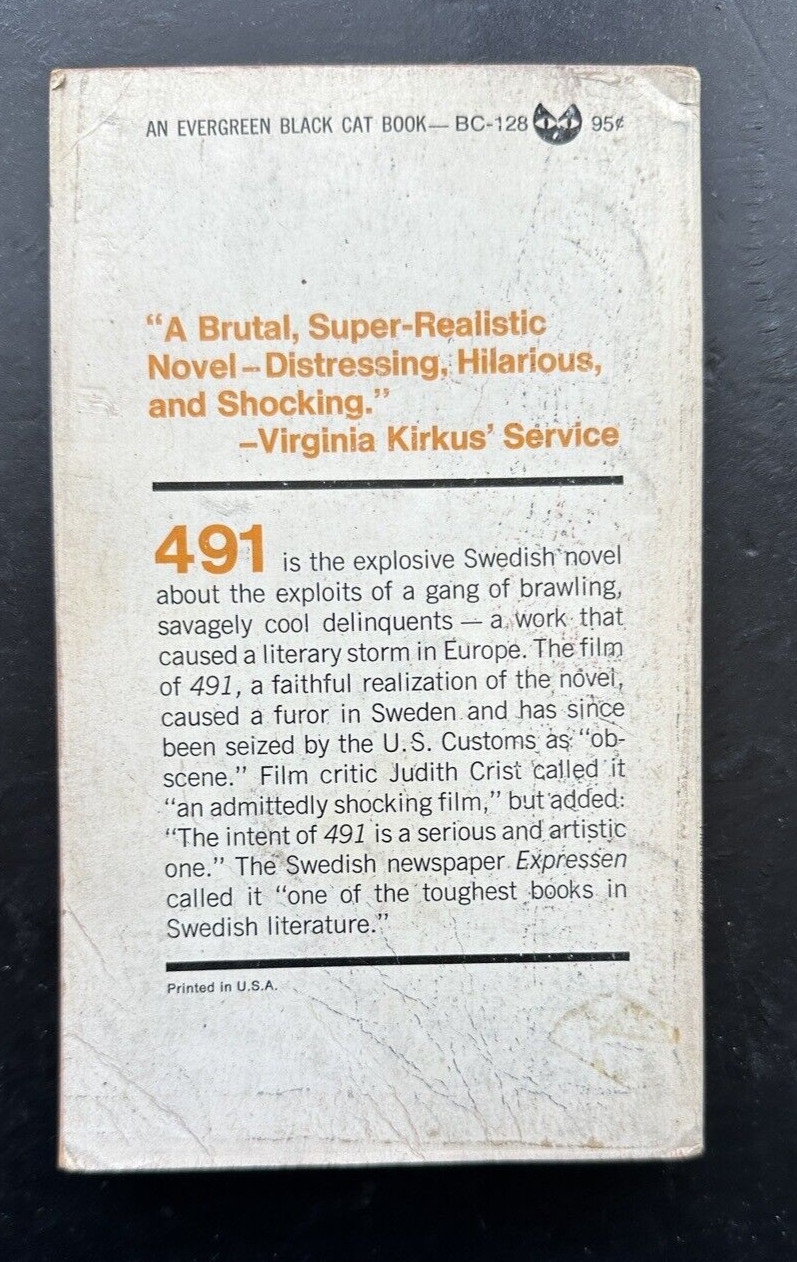 AN EVERGREEN BLACK CAT BOOK— BC-128 95¢
“A Brutal, Super-Realistic
Novel – Distressing, Hilarious,
and Shocking.”
–Virginia Kirkus’ Service
491 is the explosive Swedish novel
about the exploits of a gang of brawling,
savagely cool delinquents — a work that
caused a literary storm in Europe. The film
of 491, a faithful realization of the novel,
caused a furor in Sweden and has since
been seized by the U.S. Customs as “ob-
scene.” Film critic Judith Crist called it
“an admittedly shocking film,” but added:
“The intent of 491 is a serious and artistic
one.” The Swedish newspaper Expressen
called it “one of the toughest books in
Swedish literature.”
Printed in U.S.A.